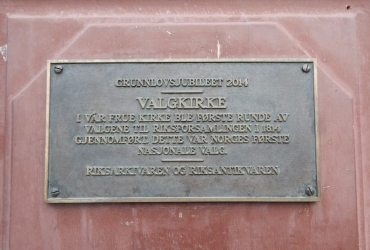 GRUNNLOVSJUBILEET 2014
VALGKIRKE
I VÅR FRUE KIRKE BLE FØRSTE RUNDE AV
VALGENE TIL RIKSFORSAMLINGEN I 1814
GJENNOMFØRT. DETTE VAR NORGES FØRSTE
NASJONALE VALG.
RIKSARKIVAREN OG RIKSANTIKVAREN